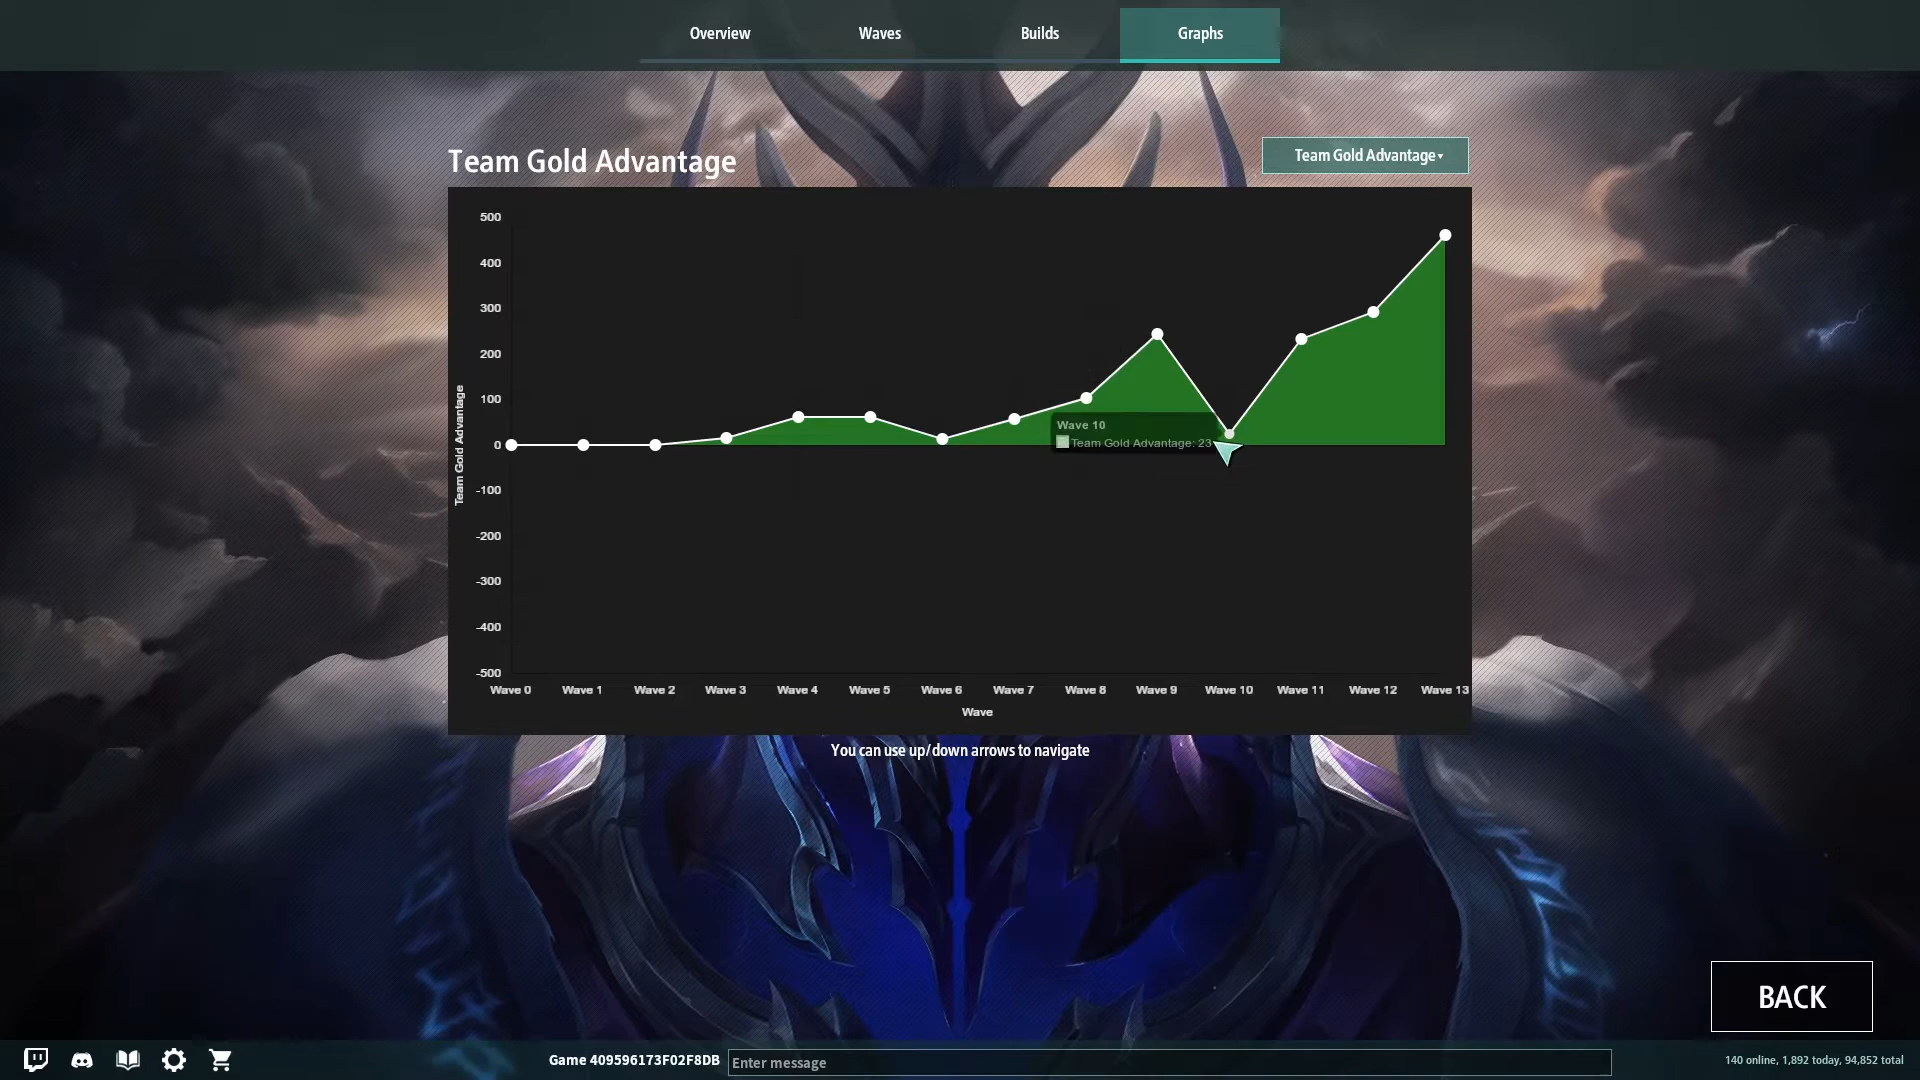 Overview Waves Builds Graphs
Team Gold Advantage
Team Gold Advantage▾
500
400
300
200
100
0
-100
-200
-300
-400
-500
Team Gold Advantage
Wave 10
Team Gold Advantage: 23
Wave 0 Wave 1 Wave 2 Wave 3 Wave 4 Wave 5 Wave 6 Wave 7 Wave 8 Wave 9 Wave 10 Wave 11 Wave 12 Wave 13
Wave
You can use up/down arrows to navigate
BACK
Game 409596173F02F8DB
Enter message
140 online, 1,892 today, 94,852 total